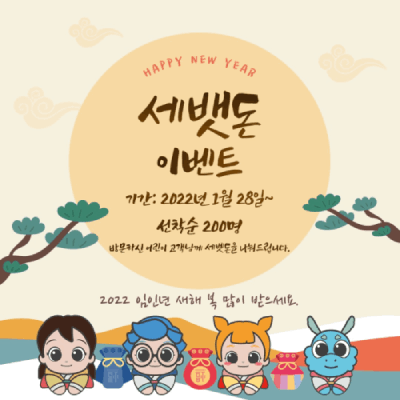 HAPPY NEW YEAR
세뱃돈
이벤트
기간: 2022년 1월 28일~
선착순 200명
방문하신 어린이 고객님께 세뱃돈을 나눠드립니다.
2022 임인년 새해 복 많이 받으세요.